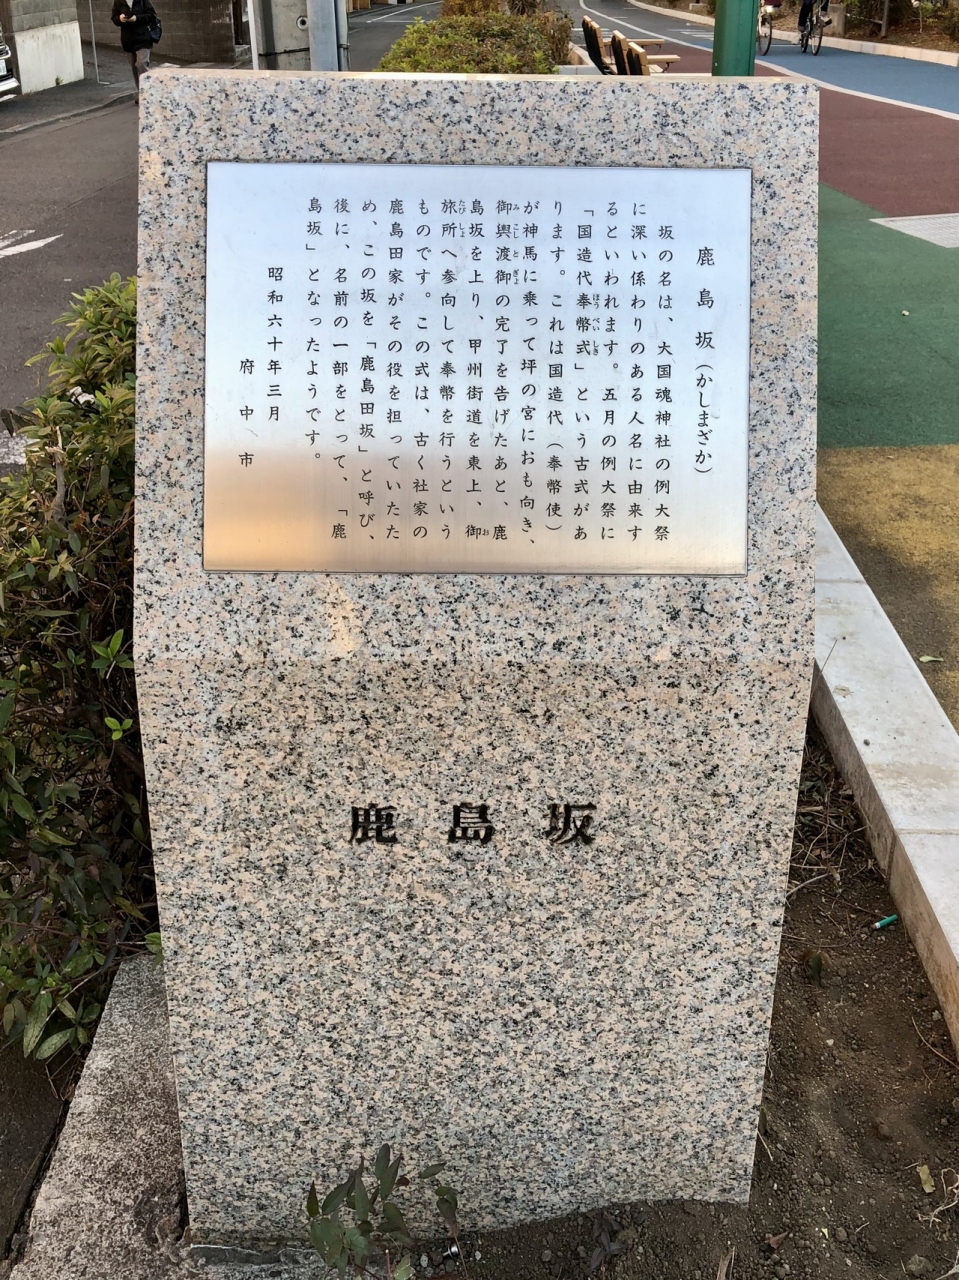 鹿島坂(かしまざか)
坂の名は、大国魂神社の例大祭
に深い係わりのある人名に由来す
るといわれます。五月の例大祭に
「国造代奉幣式」という古式があ
ります。これは国造代(奉幣使)
が神馬に乗って坪の宮におも向き、
御輿渡御の完了を告げたあと、鹿
島坂を上り、甲州街道を東上、御
旅所へ参向して奉幣を行うという
ものです。この式は、古く社家の
鹿島田家がその役を担っていたた
め、この坂を「鹿島田坂」と呼び、
後に、名前の一部をとって、「鹿
島坂」となったようです。
昭和六十年三月
府中市
鹿島坂